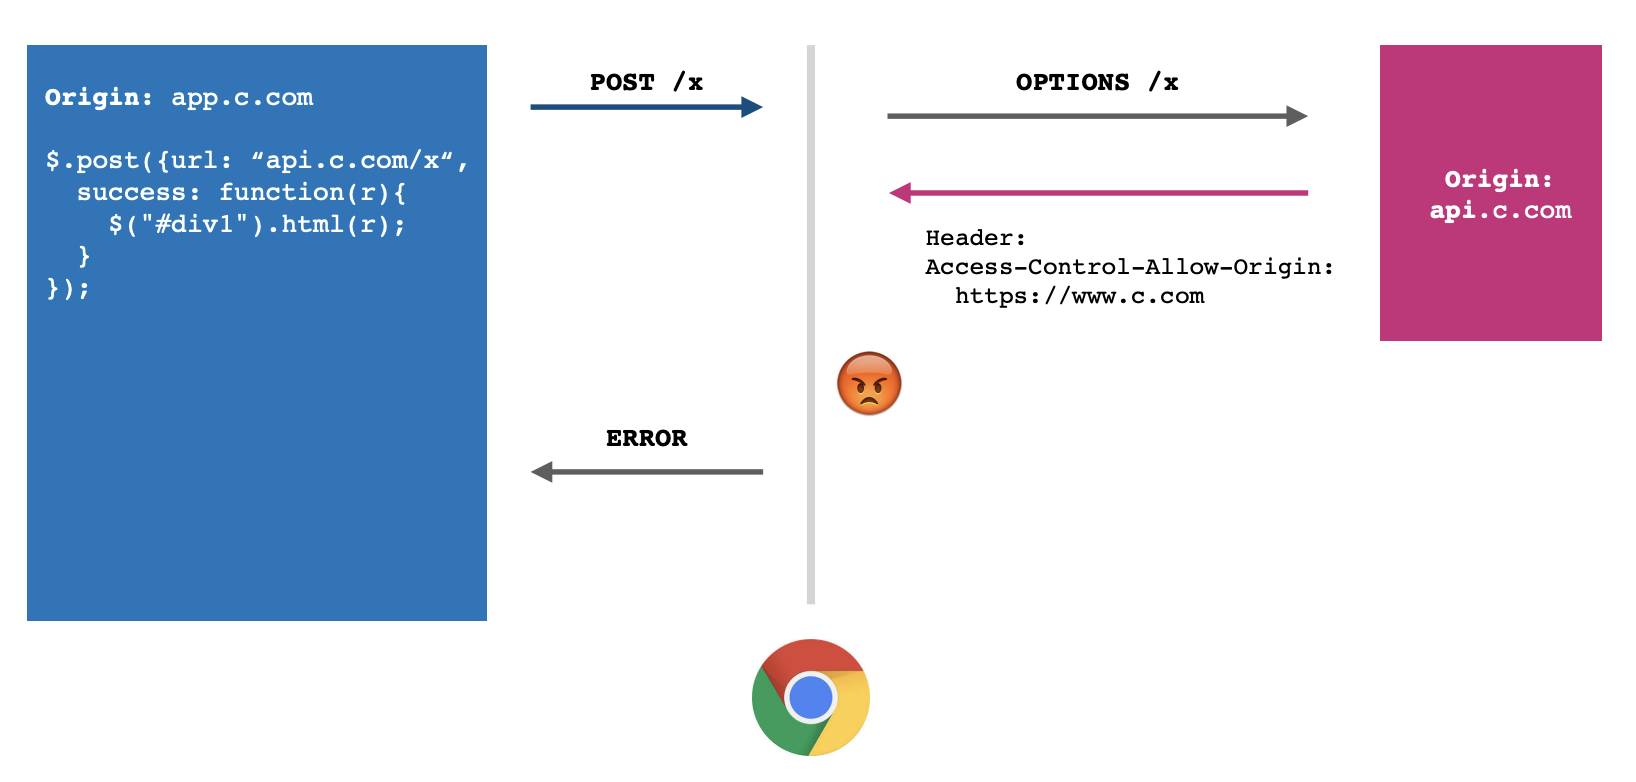 Origin: app.c.com
$.post({url: “api.c.com/x“,
success: function(r){
$("#div1").html(r);
}
});
POST /x
OPTIONS /x
Header:
Access-Control-Allow-Origin:
https://www.c.com
ERROR
Origin:
api.c.com